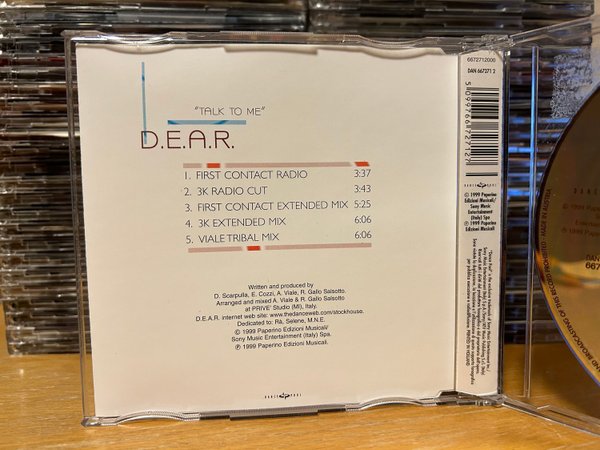 "TALK TO ME"
D.E.A.R.
1. FIRST CONTACT RADIO 3:37
2. 3K RADIO CUT 3:43
3. FIRST CONTACT EXTENDED MIX 5:25
4. 3K EXTENDED MIX 6:06
5. VIALE TRIBAL MIX 6:06
Written and produced by
D. Scarpulla, E. Cozzi, A. Viale, R. Gallo Salsotto.
Arranged and mixed A. Viale & R. Gallo Salsotto
at PRIVE Studio (MI), Italy.
D.E.A.R. internet web site: www.thedanceweb.com/stockhouse.
Dedicated to: Ra, Selene, M.N.E.
© 1999 Paperino Edizioni Musicali/
Sony Music Entertainment (Italy) Spa.
℗ 1999 Paperino Edizioni Musicali.
DANCE POOL
6672712000
DAN 667271 2
5099766727127
DANCE POOL
© 1999 Paperino
Edizioni Musicali/
Sony Music
Entertainment
(Italy) Spa
℗ 1999 Paperino
Edizioni Musicali